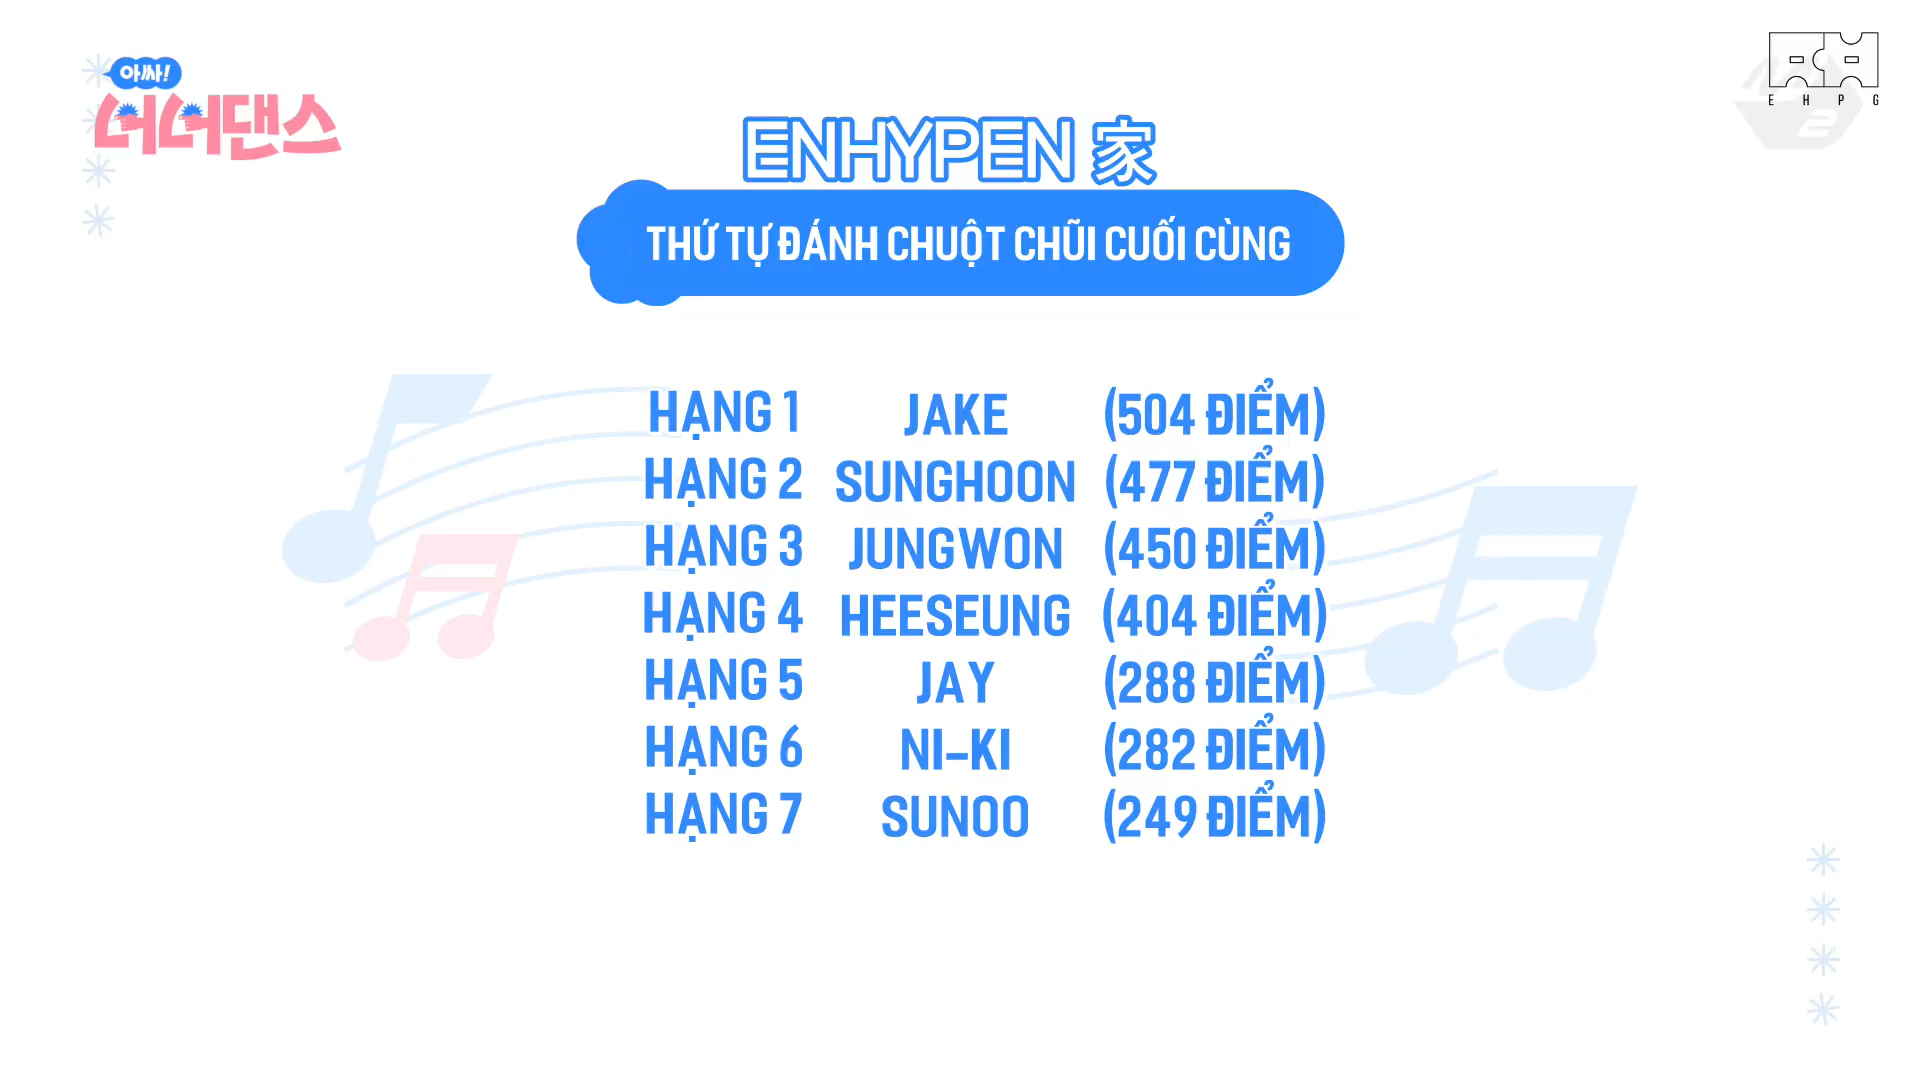 아싸!
너너댄스
E H P G
M2
ENHYPEN 家
THỨ TỰ ĐÁNH CHUỘT CHŨI CUỐI CÙNG
HẠNG 1 JAKE (504 ĐIỂM)
HẠNG 2 SUNGHOON (477 ĐIỂM)
HẠNG 3 JUNGWON (450 ĐIỂM)
HẠNG 4 HEESEUNG (404 ĐIỂM)
HẠNG 5 JAY (288 ĐIỂM)
HẠNG 6 NI-KI (282 ĐIỂM)
HẠNG 7 SUNOO (249 ĐIỂM)